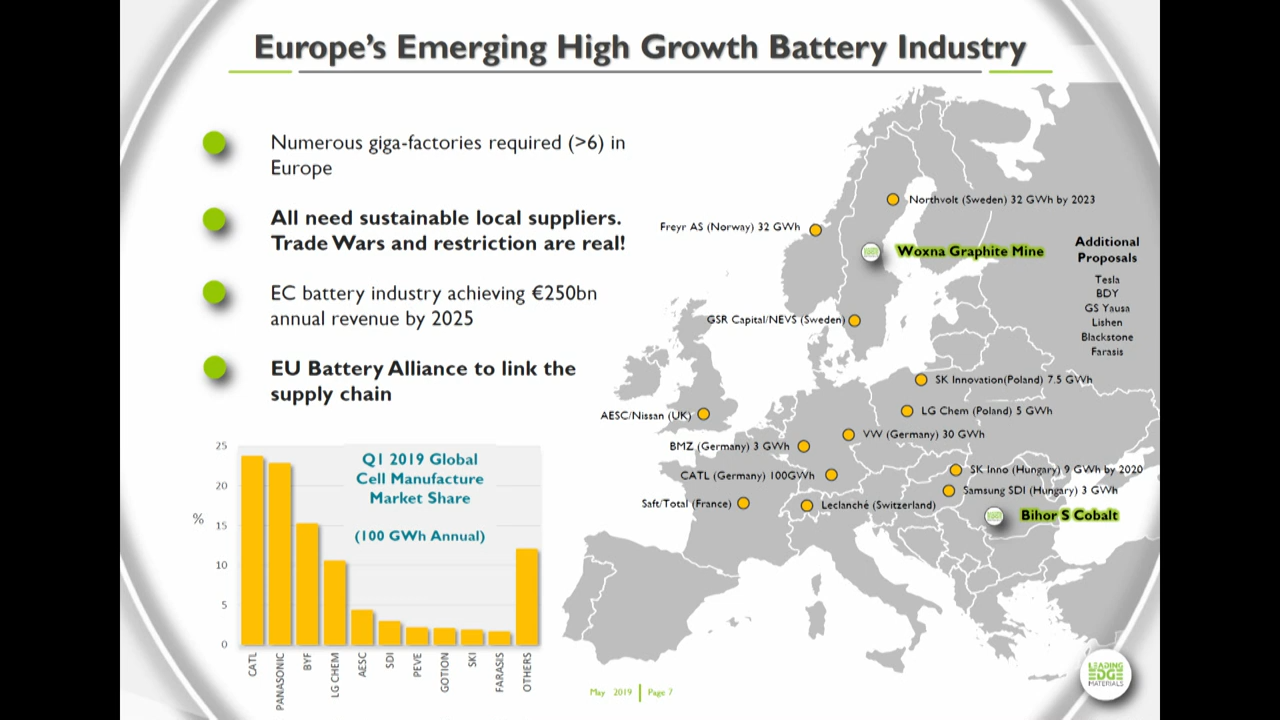 Europe's Emerging High Growth Battery Industry
Numerous giga-factories required (>6) in
Europe
All need sustainable local suppliers.
Trade Wars and restriction are real!
EC battery industry achieving €250bn
annual revenue by 2025
EU Battery Alliance to link the
supply chain
Q1 2019 Global
Cell Manufacture
Market Share
(100 GWh Annual)
%
25
20
15
10
5
0
CATL
PANASONIC
BYF
LG CHEM
AESC
SDI
PEVE
GOTION
SKI
FARASIS
OTHERS
Northvolt (Sweden) 32 GWh by 2023
Freyr AS (Norway) 32 GWh
Woxna Graphite Mine
GSR Capital/NEVS (Sweden)
Additional
Proposals
Tesla
BDY
GS Yausa
Lishen
Blackstone
Farasis
SK Innovation(Poland) 7.5 GWh
LG Chem (Poland) 5 GWh
AESC/Nissan (UK)
VW (Germany) 30 GWh
BMZ (Germany) 3 GWh
SK Inno (Hungary) 9 GWh by 2020
CATL (Germany) 100GWh
Samsung SDI (Hungary) 3 GWh
Saft/Total (France)
Leclanché (Switzerland)
Bihor S Cobalt
May 2019 | Page 7
LEADING
EDGE
MATERIALS